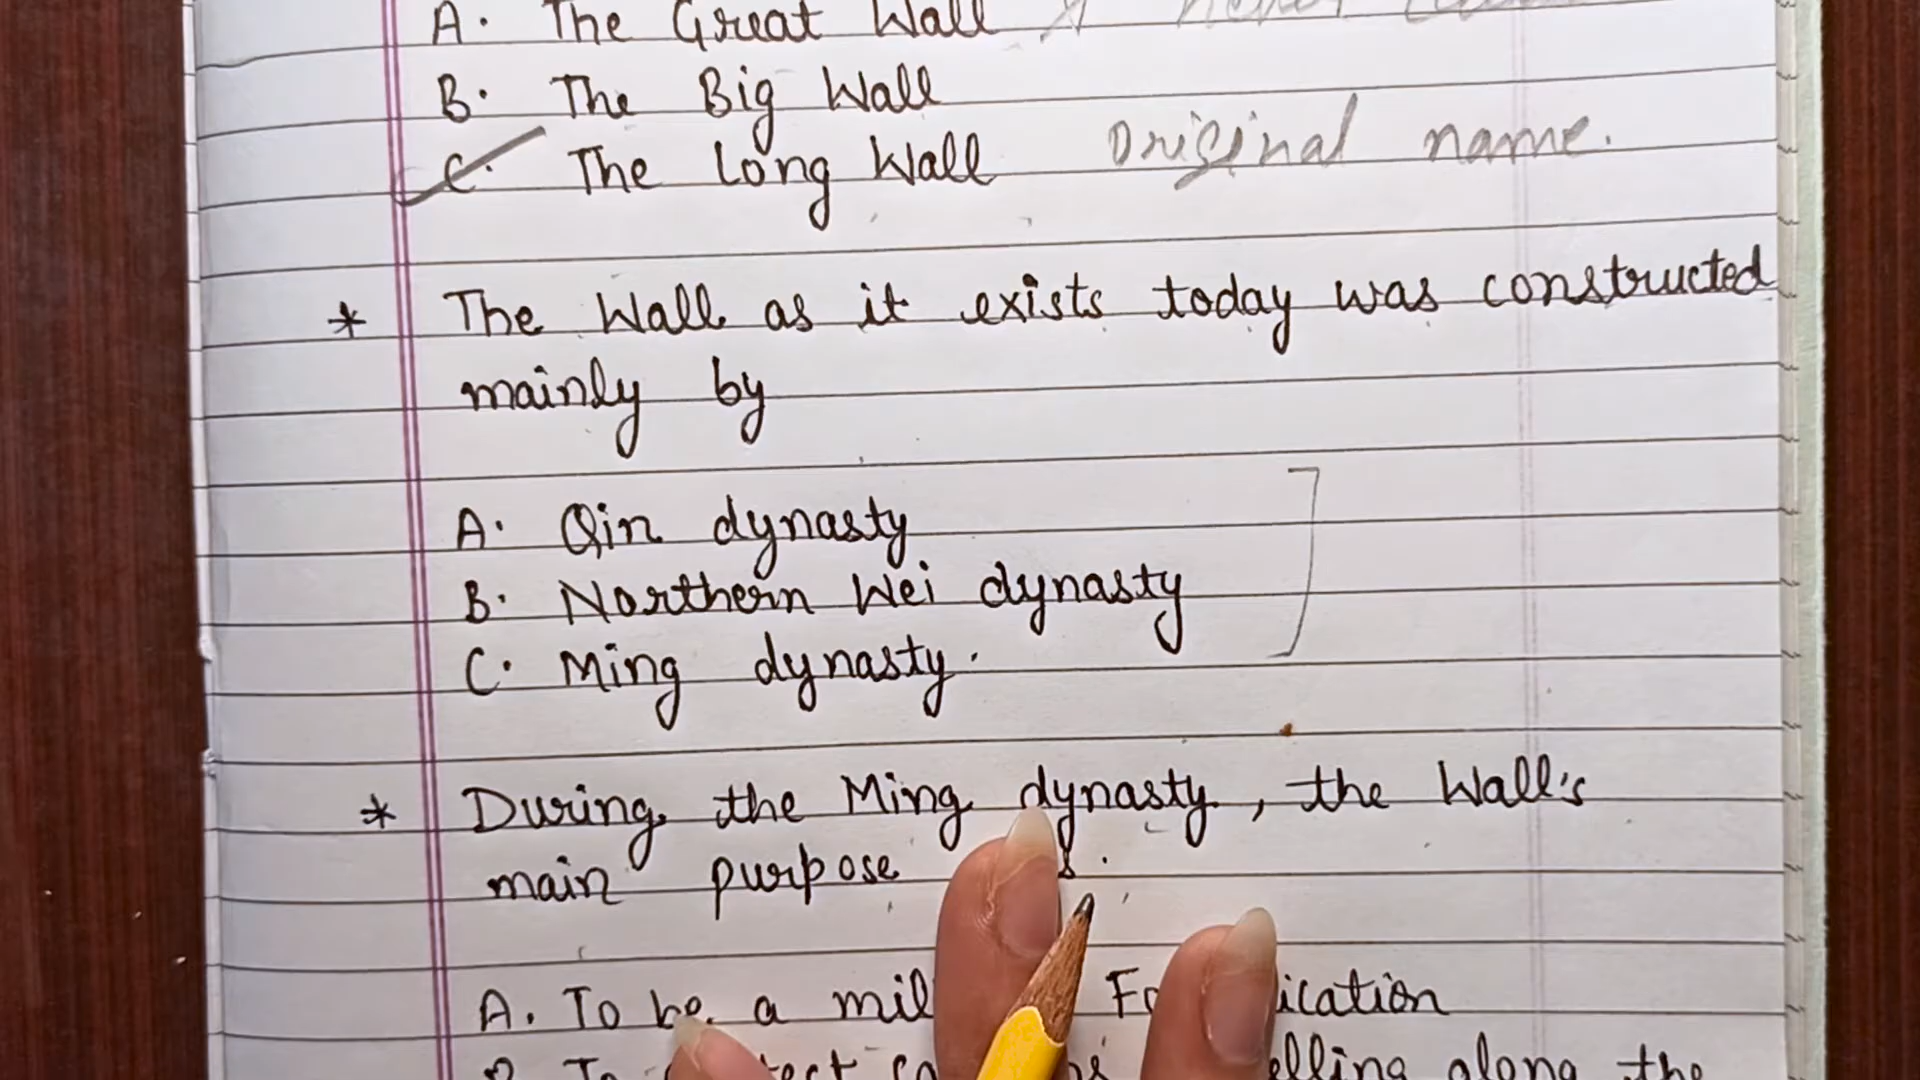 A. The Great Wall
B. The Big Wall
C. The Long Wall original name.
* The Wall as it exists today was constructed
mainly by
A. Qin dynasty
B. Northern Wei dynasty
C. Ming dynasty.
* During the Ming dynasty, the Wall's
main purpose
A. To be a
along the